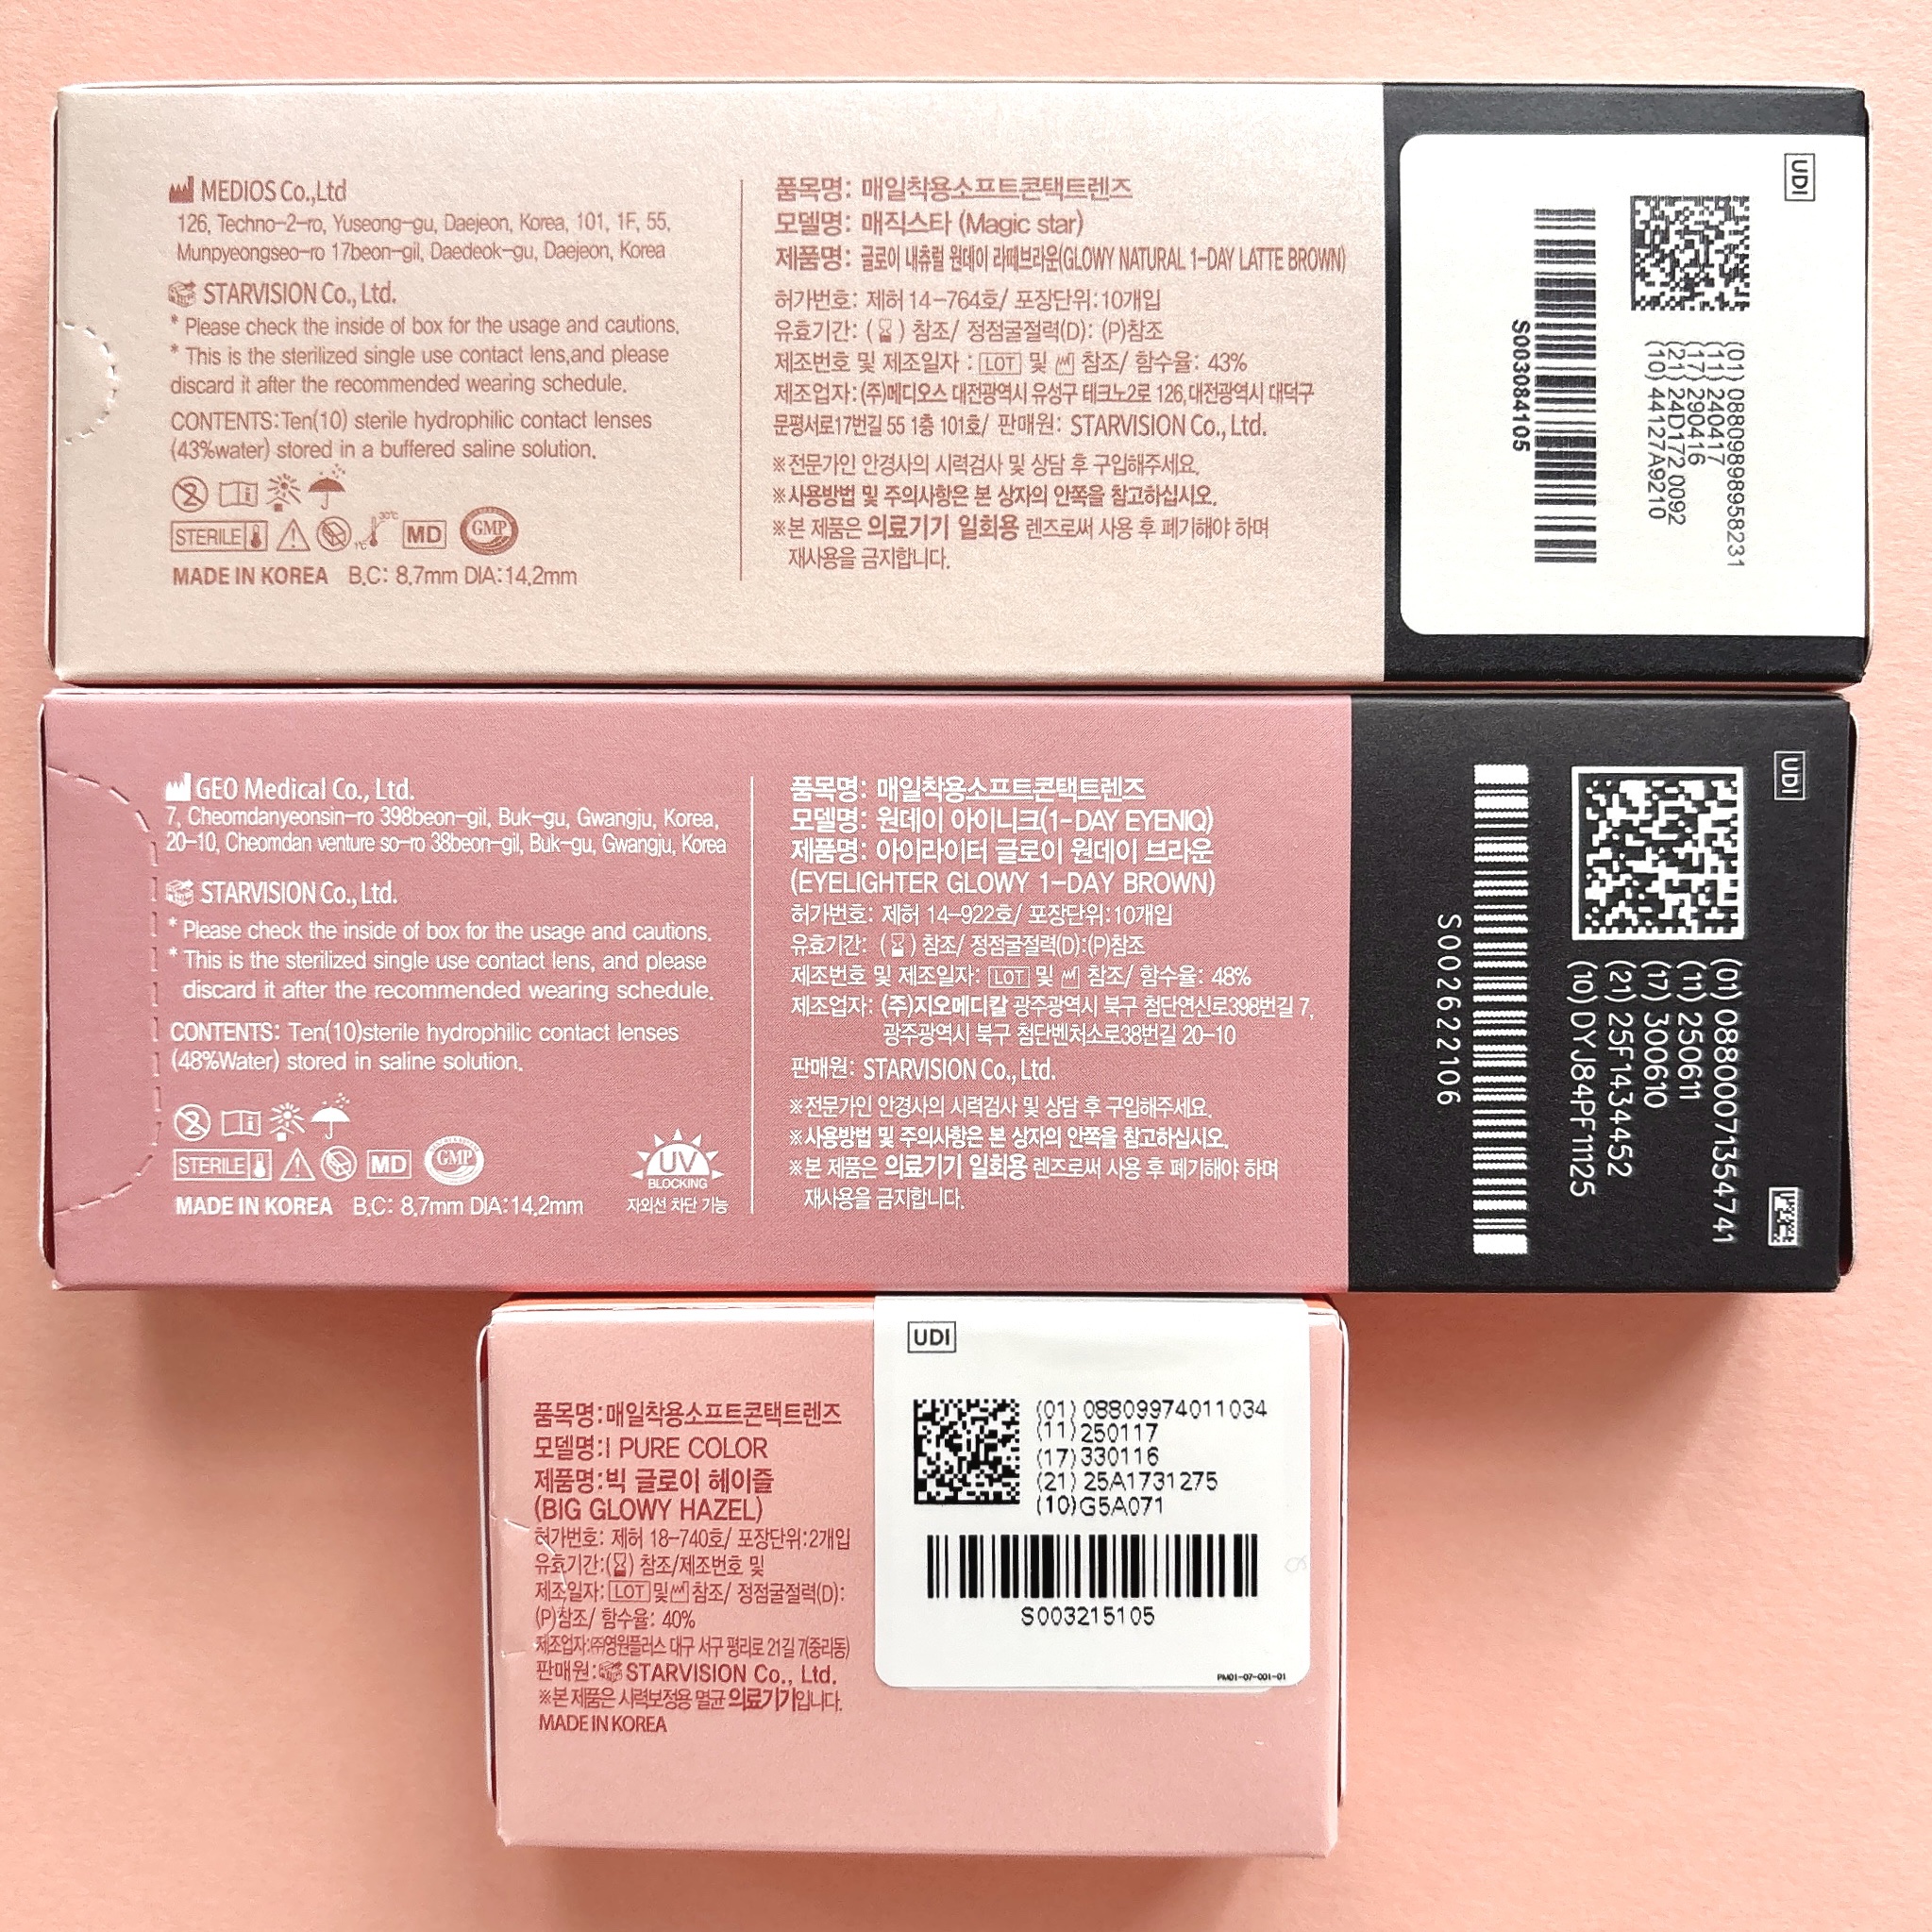 MEDIOS Co.,Ltd
126, Techno-2-ro, Yuseong-gu, Daejeon, Korea, 101, 1F, 55,
Munpyeongseo-ro 17beon-gil, Daedeok-gu, Daejeon, Korea
STARVISION Co., Ltd.
* Please check the inside of box for the usage and cautions.
* This is the sterilized single use contact lens,and please
discard it after the recommended wearing schedule.
CONTENTS:Ten(10) sterile hydrophilic contact lenses
(43%water) stored in a buffered saline solution.
30℃
STERILE
1℃
MD
GMP
MADE IN KOREA B.C: 8.7mm DIA:14.2mm
품목명: 매일착용소프트콘택트렌즈
모델명: 매직스타 (Magic star)
제품명: 글로이 내츄럴 원데이 라떼브라운(GLOWY NATURAL 1-DAY LATTE BROWN)
허가번호: 제허 14-764호/ 포장단위:10개입
유효기간: ( ) 참조/ 정점굴절력(D): (P)참조
제조번호 및 제조일자 : LOT 및 참조/ 함수율: 43%
제조업자: (주)메디오스 대전광역시 유성구 테크노2로 126,대전광역시 대덕구
문평서로17번길 55 1층 101호/ 판매원: STARVISION Co., Ltd.
※전문가인 안경사의 시력검사 및 상담 후 구입해주세요.
※사용방법 및 주의사항은 본 상자의 안쪽을 참고하십시오.
※본 제품은 의료기기 일회용 렌즈로써 사용 후 폐기해야 하며
재사용을 금지합니다.
UDI
(01) 08809898958231
(11) 240417
(17) 290416
(21) 24D172 0092
(10) 44127A9210
S003084105
GEO Medical Co., Ltd.
7, Cheomdanyeonsin-ro 398beon-gil, Buk-gu, Gwangju, Korea,
20-10, Cheomdan venture so-ro 38beon-gil, Buk-gu, Gwangju, Korea
STARVISION Co., Ltd.
* Please check the inside of box for the usage and cautions.
* This is the sterilized single use contact lens, and please
discard it after the recommended wearing schedule.
CONTENTS: Ten(10)sterile hydrophilic contact lenses
(48%Water) stored in saline solution.
STERILE
MD
GMP
MADE IN KOREA B.C: 8.7mm DIA:14.2mm
UV
BLOCKING
자외선 차단 기능
품목명: 매일착용소프트콘택트렌즈
모델명: 원데이 아이니크(1-DAY EYENIQ)
제품명: 아이라이터 글로이 원데이 브라운
(EYELIGHTER GLOWY 1-DAY BROWN)
허가번호: 제허 14-922호/ 포장단위:10개입
유효기간: ( ) 참조/ 정점굴절력(D):(P)참조
제조번호 및 제조일자: LOT 및 참조/ 함수율: 48%
제조업자: (주)지오메디칼 광주광역시 북구 첨단연신로398번길 7,
광주광역시 북구 첨단벤처소로38번길 20-10
판매원: STARVISION Co., Ltd.
※전문가인 안경사의 시력검사 및 상담 후 구입해주세요.
※사용방법 및 주의사항은 본 상자의 안쪽을 참고하십시오.
※본 제품은 의료기기 일회용 렌즈로써 사용 후 폐기해야 하며
재사용을 금지합니다.
UDI
(01) 08800071354741
(11) 250611
(17) 300610
(21) 25F1434452
(10) DYJ84PF11125
S002622106
품목명:매일착용소프트콘택트렌즈
모델명:I PURE COLOR
제품명:빅 글로이 헤이즐
(BIG GLOWY HAZEL)
허가번호: 제허 18-740호/ 포장단위:2개입
유효기간:( ) 참조/제조번호 및
제조일자: LOT 및 참조/ 정점굴절력(D):
(P)참조/ 함수율: 40%
제조업자:㈜영원플러스 대구 서구 평리로 21길 7(중리동)
판매원: STARVISION Co., Ltd.
※본 제품은 시력보정용 멸균 의료기기입니다.
MADE IN KOREA
UDI
(01) 08809974011034
(11) 250117
(17) 330116
(21) 25A1731275
(10)G5A071
S003215105
PM01-07-001-01